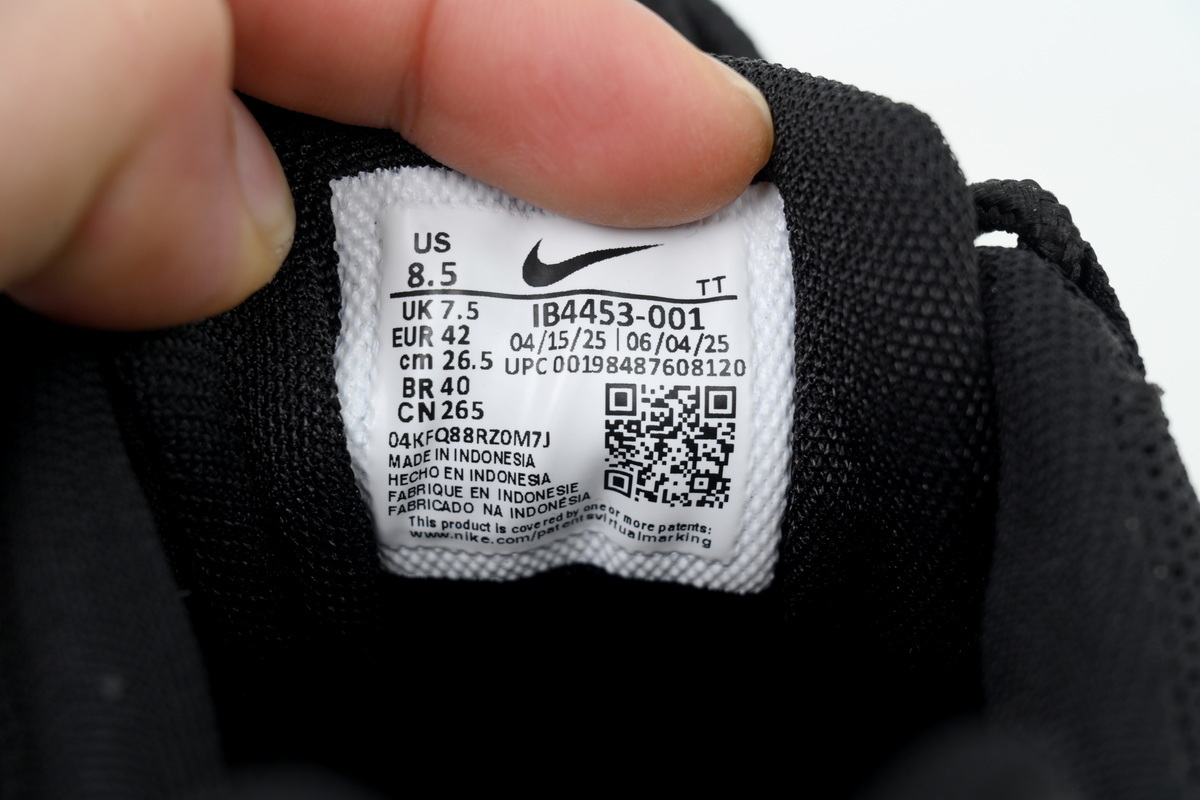 US
8.5
TT
UK 7.5
EUR 42
cm 26.5
BR 40
CN 265
IB4453-001
04/15/25 | 06/04/25
UPC 00198487608120
04KFQ88RZ0M7J
MADE IN INDONESIA
HECHO EN INDONESIA
FABRIQUE EN INDONESIE
FABRICADO NA INDONÉSIA
This product is covered by one or more patents:
www.nike.com/patentsvirtualmarking